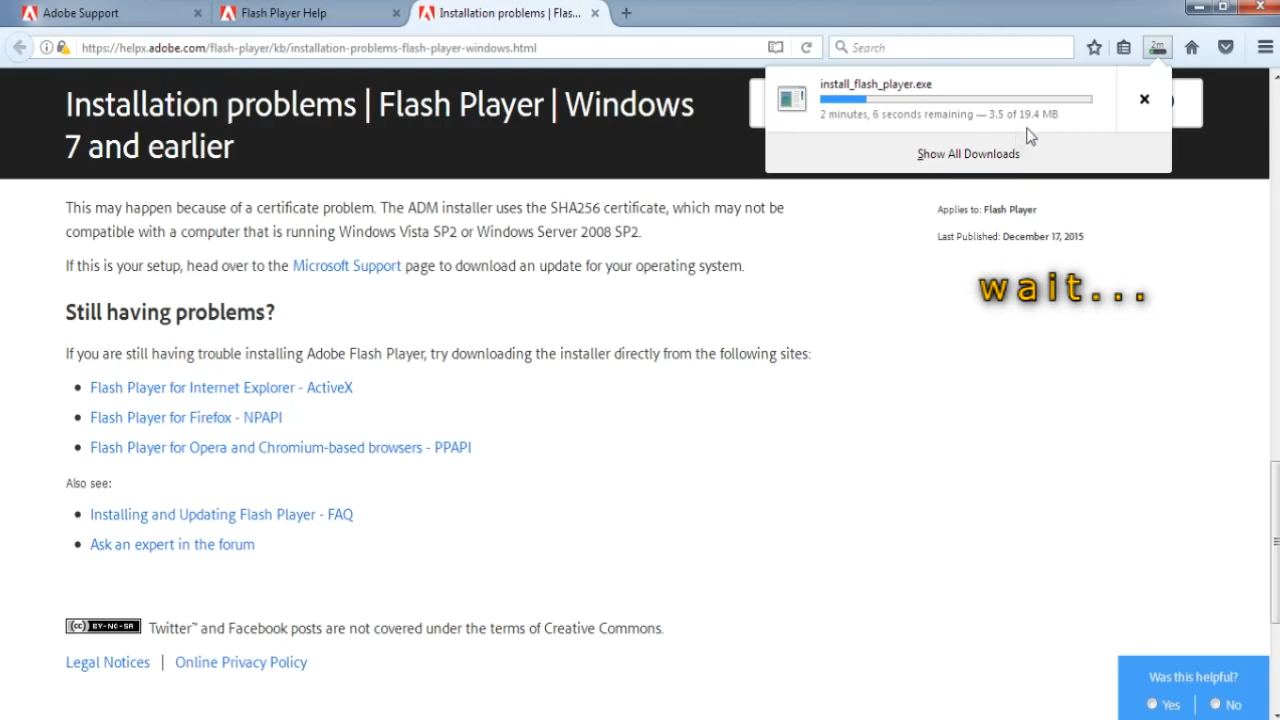 Adobe Support
Flash Player Help
Installation problems | Flas...
https://helpx.adobe.com/flash-player/kb/installation-problems-flash-player-windows.html
Search
2m
install_flash_player.exe
2 minutes, 6 seconds remaining — 3.5 of 19.4 MB
Show All Downloads
Installation problems | Flash Player | Windows
7 and earlier
This may happen because of a certificate problem. The ADM installer uses the SHA256 certificate, which may not be
compatible with a computer that is running Windows Vista SP2 or Windows Server 2008 SP2.
If this is your setup, head over to the Microsoft Support page to download an update for your operating system.
Applies to: Flash Player
Last Published: December 17, 2015
wait...
Still having problems?
If you are still having trouble installing Adobe Flash Player, try downloading the installer directly from the following sites:
Flash Player for Internet Explorer - ActiveX
Flash Player for Firefox - NPAPI
Flash Player for Opera and Chromium-based browsers - PPAPI
Also see:
Installing and Updating Flash Player - FAQ
Ask an expert in the forum
(cc) BY-NC-SR
Twitter™ and Facebook posts are not covered under the terms of Creative Commons.
Legal Notices | Online Privacy Policy
Was this helpful?
Yes | No